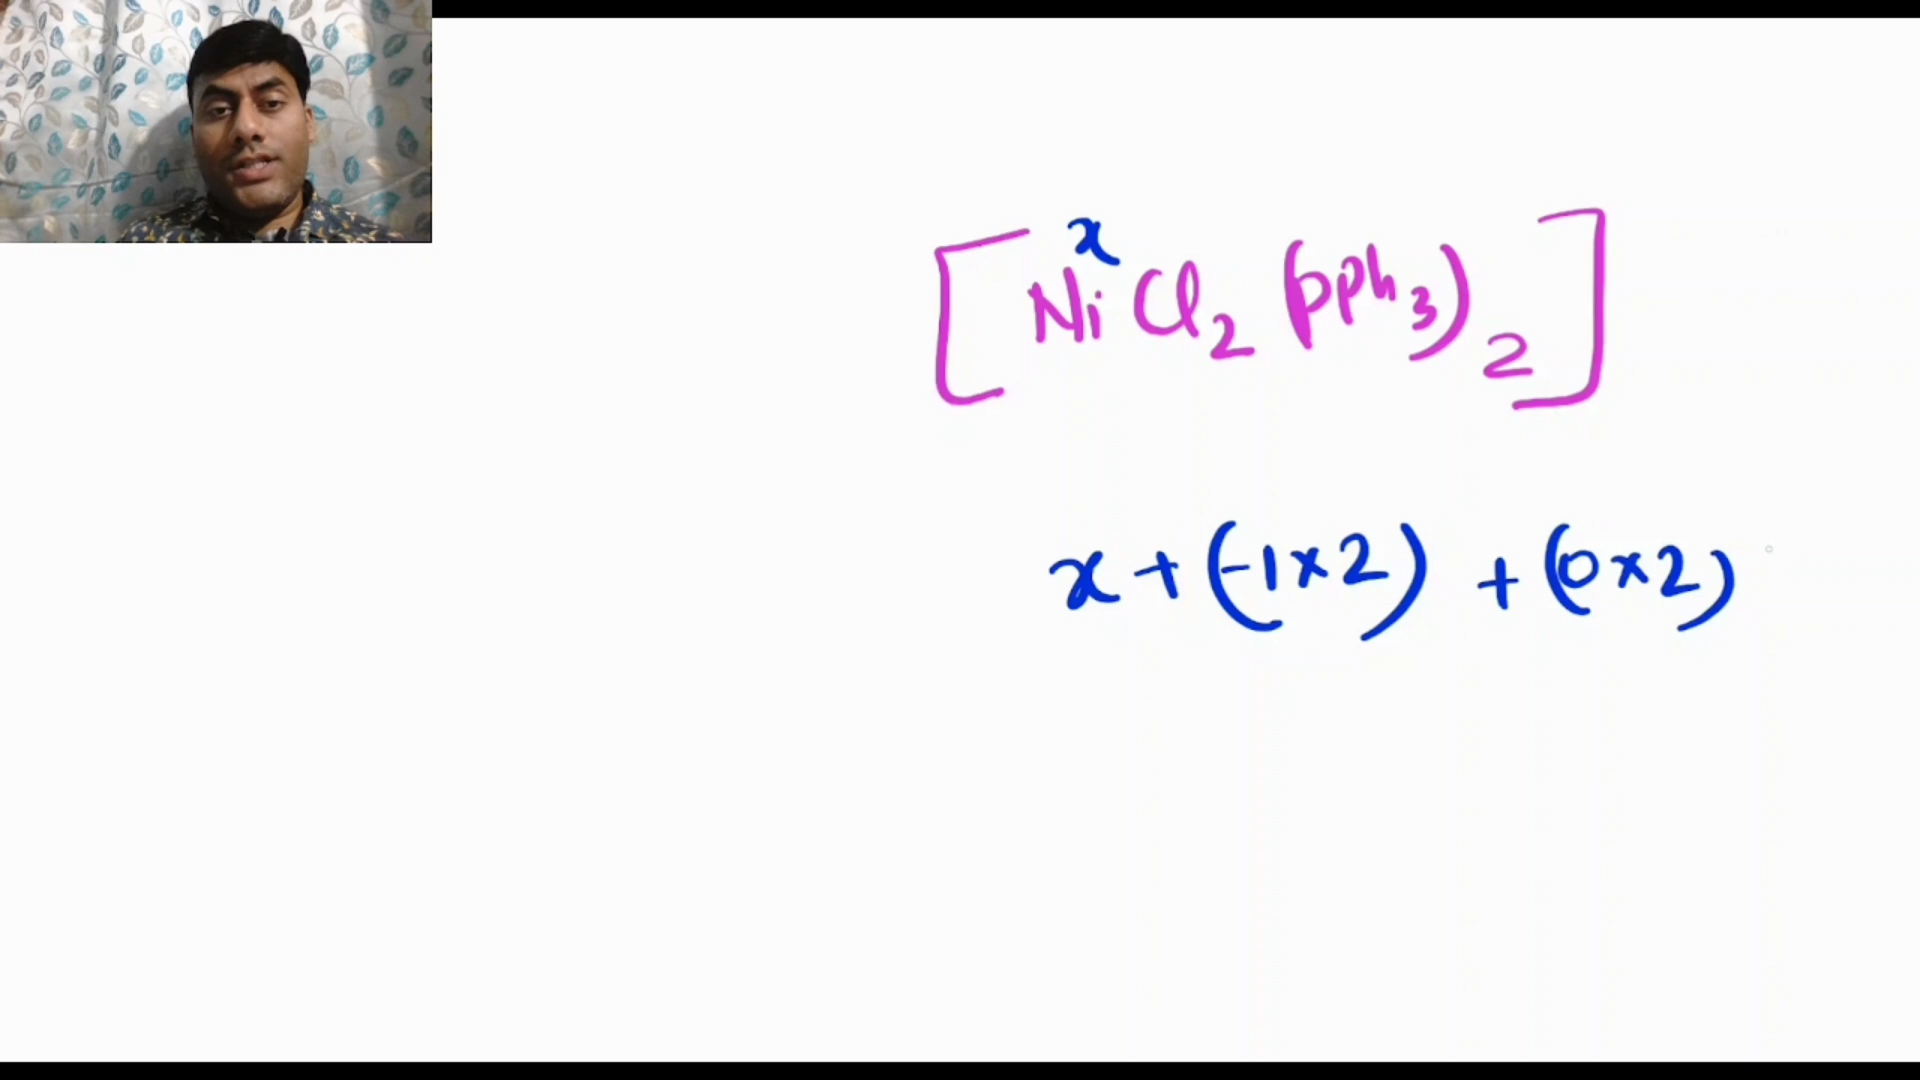 x
[NiCl2(pph3)2]
x + (-1 x 2) + (0 x 2)